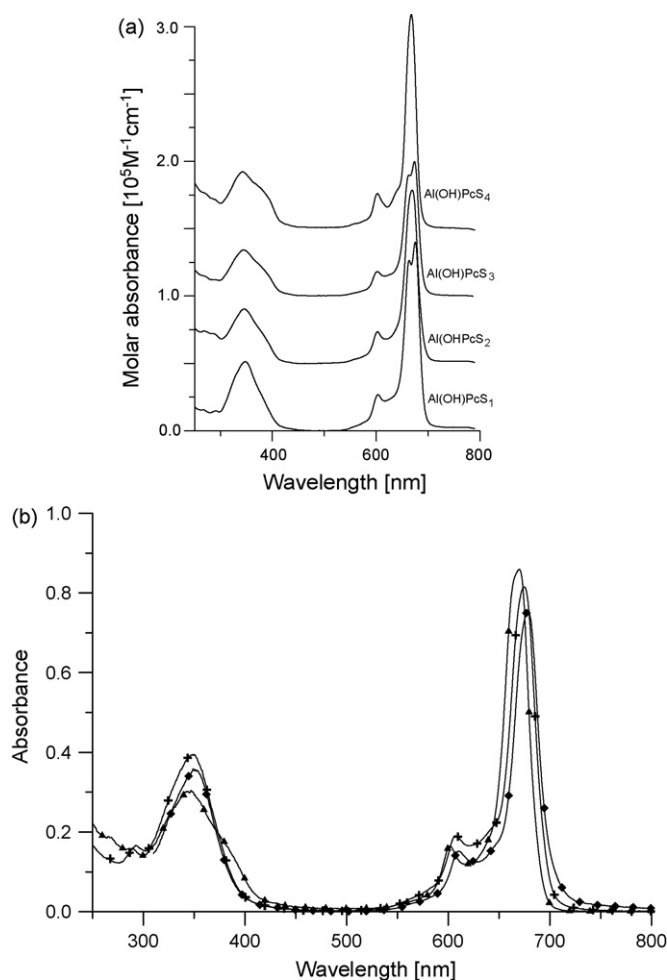 (a)
3.0
2.0
1.0
0.0
Molar absorbance [10⁵M⁻¹cm⁻¹]
Al(OH)PcS₄
Al(OH)PcS₃
Al(OHPcS₂
Al(OH)PcS₁
400
600
800
Wavelength [nm]
(b)
1.0
0.8
0.6
0.4
0.2
0.0
Absorbance
300
400
500
600
700
800
Wavelength [nm]